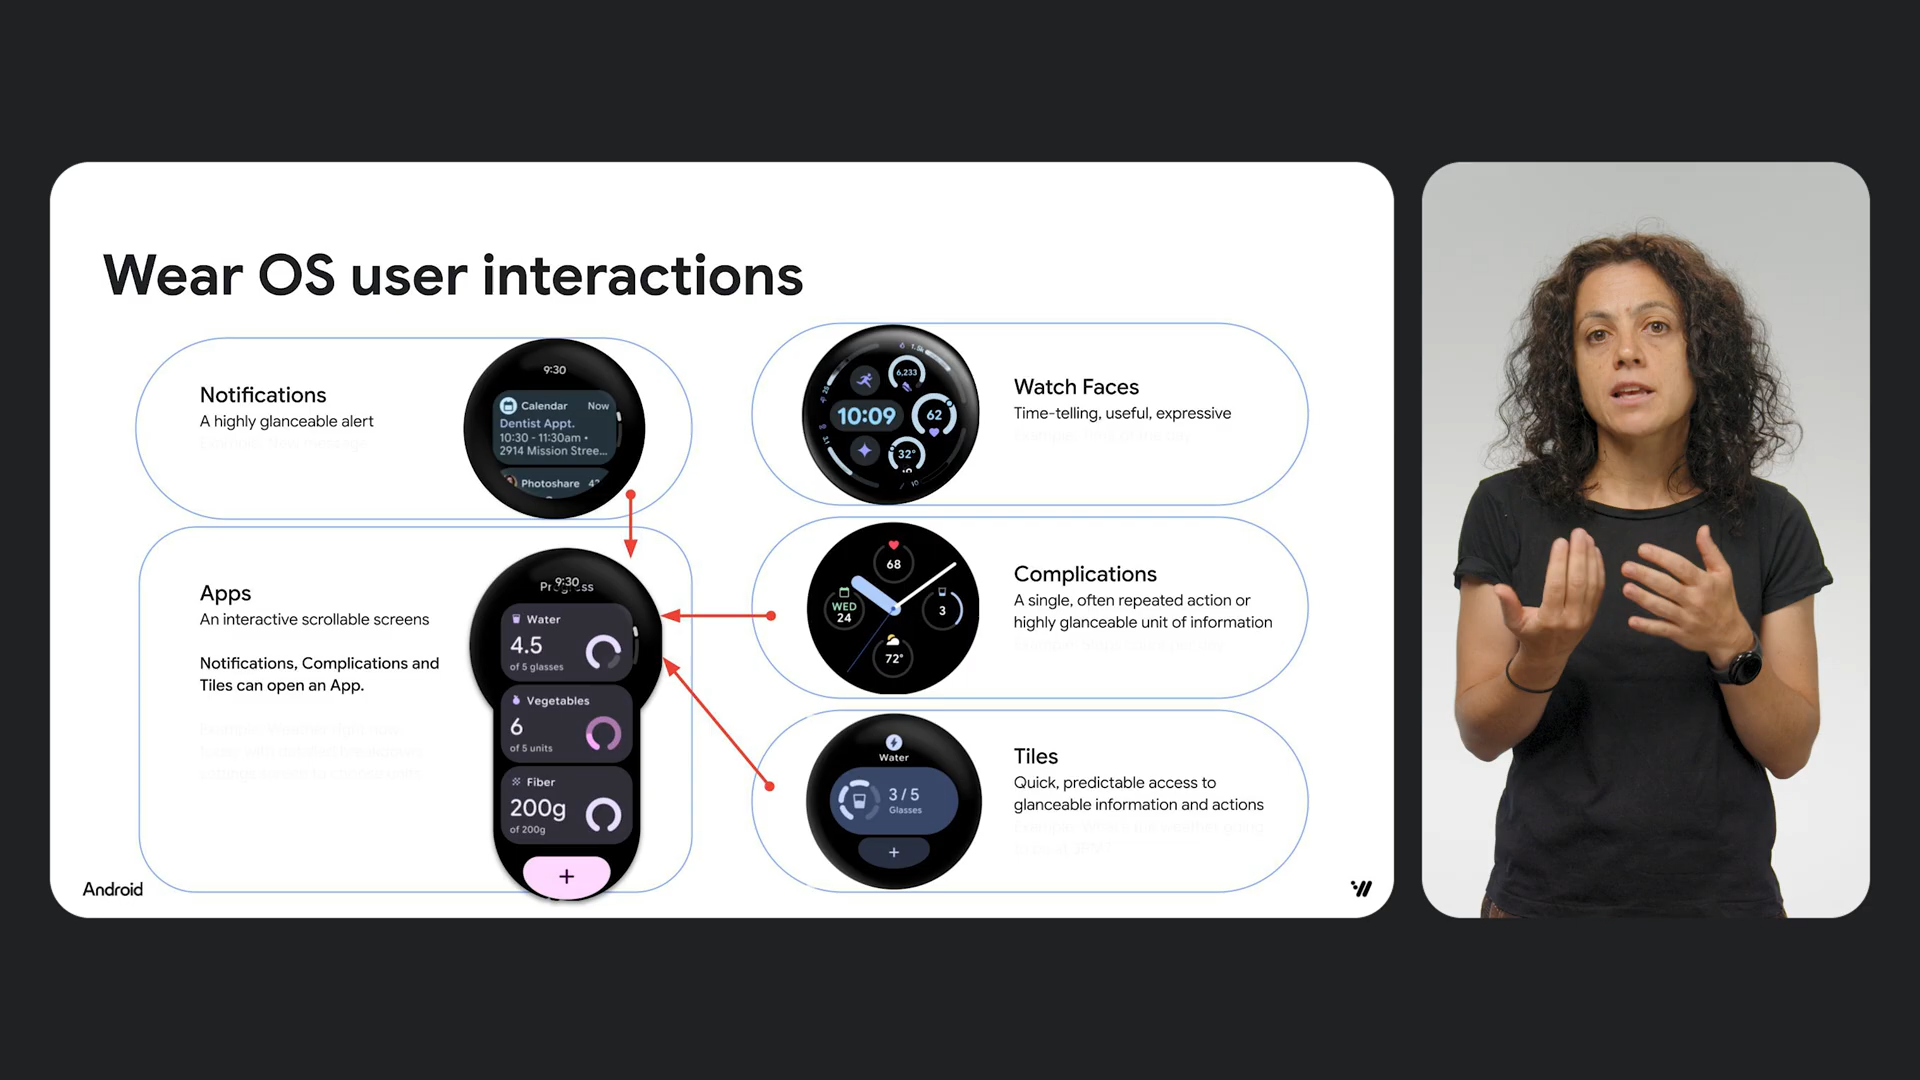 Wear OS user interactions
Notifications
A highly glanceable alert
9:30
Calendar Now
Dentist Appt.
10:30 - 11:30am •
2914 Mission Stree...
Photoshare
Apps
An interactive scrollable screens
Notifications, Complications and
Tiles can open an App.
9:30
Water
4.5
of 5 glasses
Vegetables
6
of 5 units
Fiber
200g
of 200g
+
6,233
10:09
62
32°
Watch Faces
Time-telling, useful, expressive
68
WED
24
3
72°
Complications
A single, often repeated action or
highly glanceable unit of information
Water
3 / 5
Glasses
+
Tiles
Quick, predictable access to
glanceable information and actions
Android